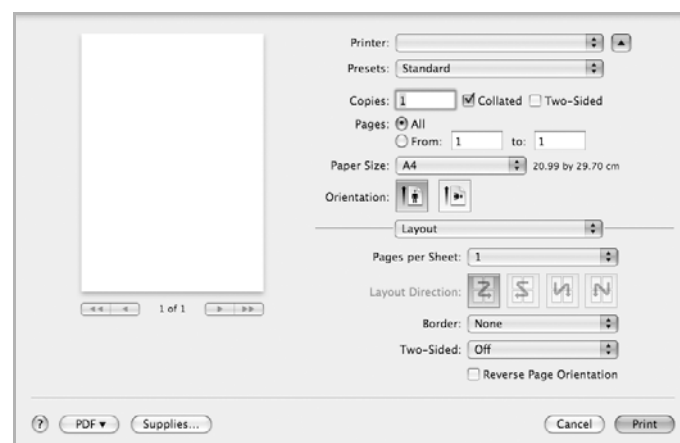 Printer:
Presets: Standard
Copies: 1 Collated Two-Sided
Pages: All
From: 1 to: 1
Paper Size: A4 20.99 by 29.70 cm
Orientation:
Layout
Pages per Sheet: 1
Layout Direction:
Border: None
Two-Sided: Off
Reverse Page Orientation
1 of 1
? PDF ▾ Supplies... Cancel Print